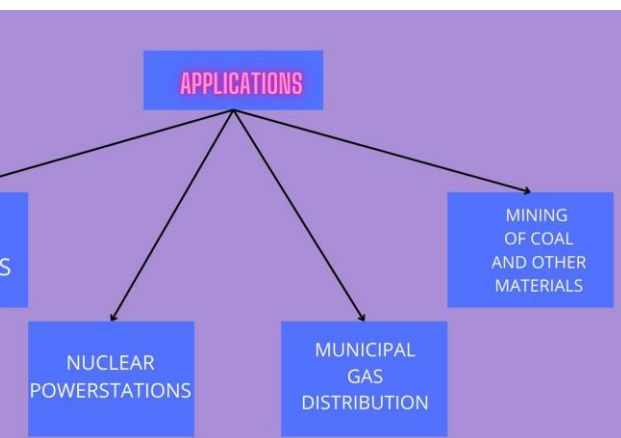 APPLICATIONS
S
MINING
OF COAL
AND OTHER
MATERIALS
NUCLEAR
POWERSTATIONS
MUNICIPAL
GAS
DISTRIBUTION